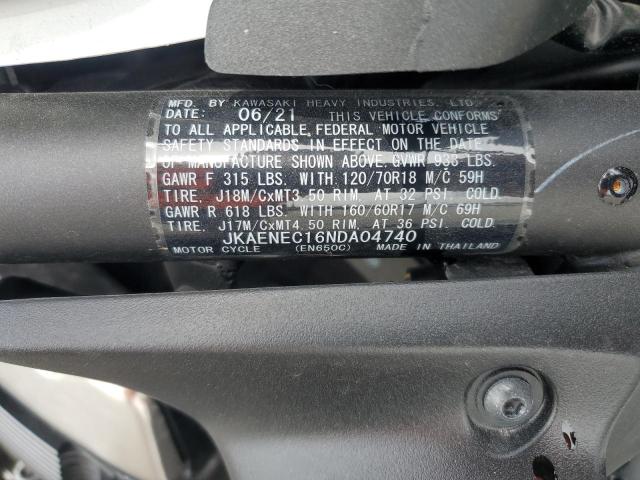 MFD. BY KAWASAKI HEAVY INDUSTRIES, LTD.
DATE: 06/21 THIS VEHICLE CONFORMS
TO ALL APPLICABLE FEDERAL MOTOR VEHICLE
SAFETY STANDARDS IN EFFECT ON THE DATE
OF MANUFACTURE SHOWN ABOVE. GVWR 933 LBS.
GAWR F 315 LBS. WITH 120/70R18 M/C 59H
TIRE, J18M/CxMT3.50 RIM, AT 32 PSI. COLD
GAWR R 618 LBS. WITH 160/60R17 M/C 69H
TIRE, J17M/CxMT4.50 RIM, AT 36 PSI. COLD
JKAENEC16NDA04740
MOTOR CYCLE (EN650C) MADE IN THAILAND